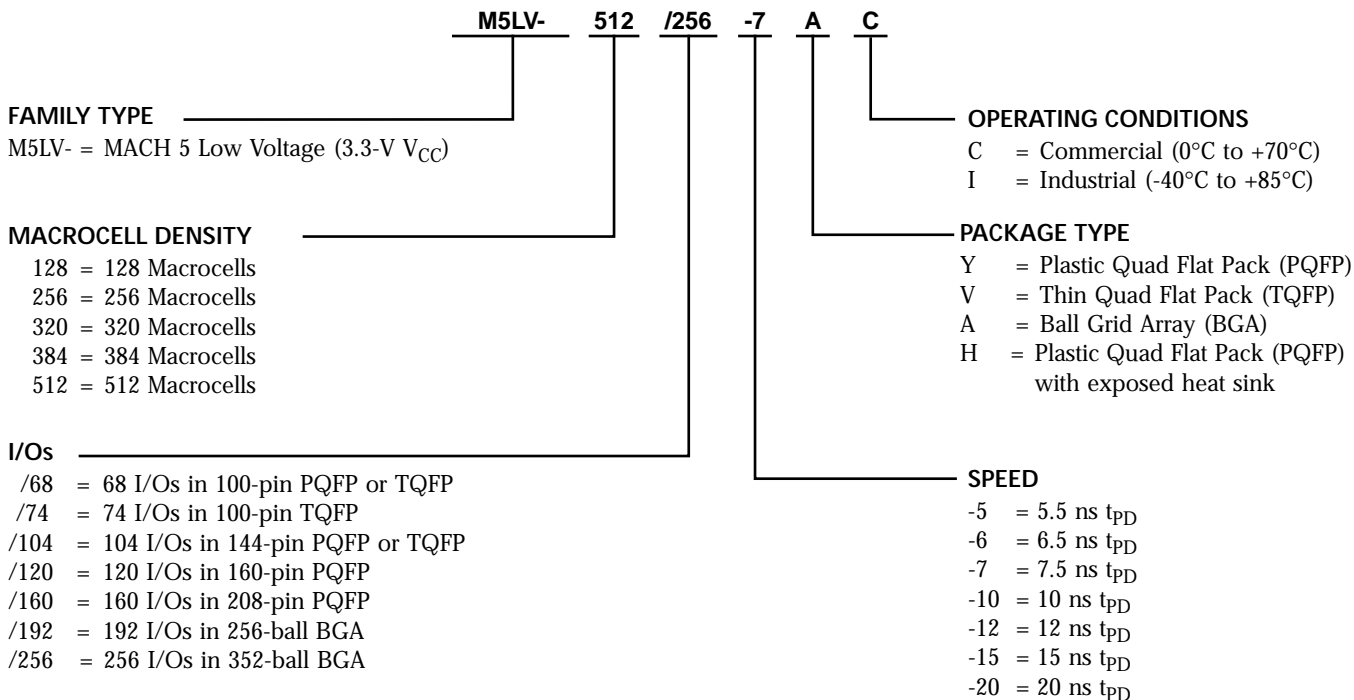 M5LV- 512 /256 -7 A C
FAMILY TYPE
M5LV- = MACH 5 Low Voltage (3.3-V VCC)
MACROCELL DENSITY
128 = 128 Macrocells
256 = 256 Macrocells
320 = 320 Macrocells
384 = 384 Macrocells
512 = 512 Macrocells
I/Os
/68 = 68 I/Os in 100-pin PQFP or TQFP
/74 = 74 I/Os in 100-pin TQFP
/104 = 104 I/Os in 144-pin PQFP or TQFP
/120 = 120 I/Os in 160-pin PQFP
/160 = 160 I/Os in 208-pin PQFP
/192 = 192 I/Os in 256-ball BGA
/256 = 256 I/Os in 352-ball BGA
OPERATING CONDITIONS
C = Commercial (0°C to +70°C)
I = Industrial (-40°C to +85°C)
PACKAGE TYPE
Y = Plastic Quad Flat Pack (PQFP)
V = Thin Quad Flat Pack (TQFP)
A = Ball Grid Array (BGA)
H = Plastic Quad Flat Pack (PQFP)
with exposed heat sink
SPEED
-5 = 5.5 ns tPD
-6 = 6.5 ns tPD
-7 = 7.5 ns tPD
-10 = 10 ns tPD
-12 = 12 ns tPD
-15 = 15 ns tPD
-20 = 20 ns tPD